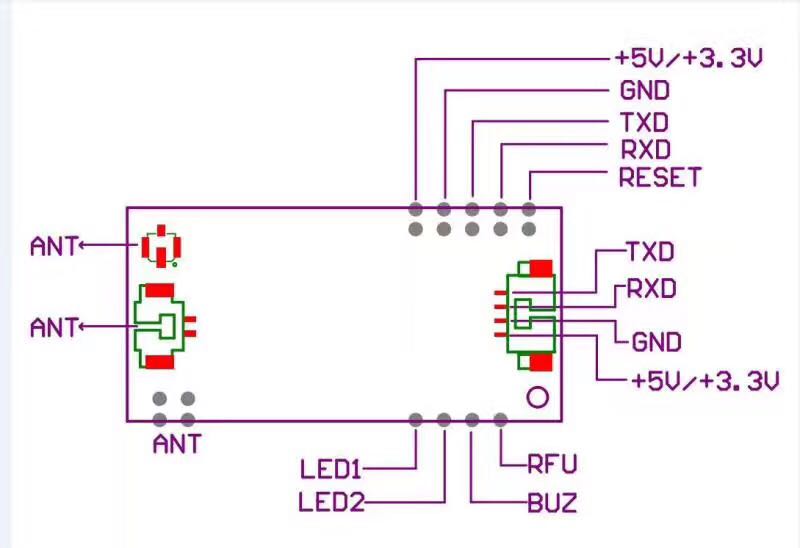 +5V/+3.3V
GND
TXD
RXD
RESET
ANT
TXD
RXD
ANT
GND
+5V/+3.3V
ANT
LED1
RFU
LED2
BUZ